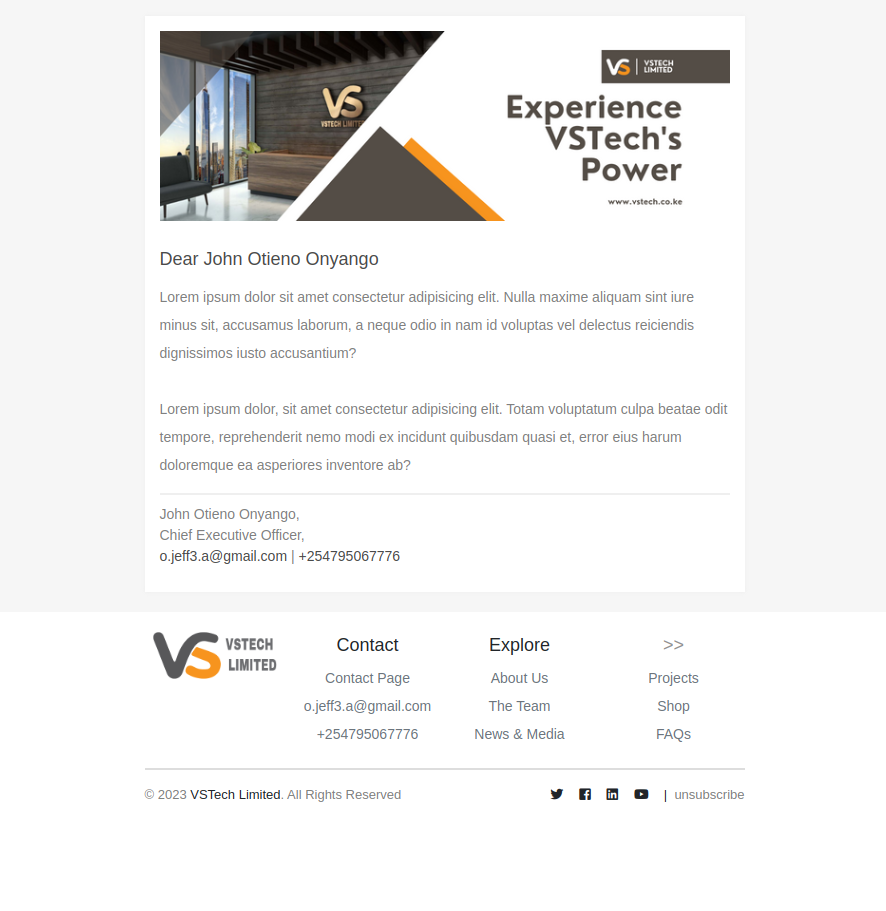 VS
VSTECH LIMITED
VS | VSTECH
LIMITED
Experience
VSTech's
Power
www.vstech.co.ke
Dear John Otieno Onyango
Lorem ipsum dolor sit amet consectetur adipisicing elit. Nulla maxime aliquam sint iure
minus sit, accusamus laborum, a neque odio in nam id voluptas vel delectus reiciendis
dignissimos iusto accusantium?
Lorem ipsum dolor, sit amet consectetur adipisicing elit. Totam voluptatum culpa beatae odit
tempore, reprehenderit nemo modi ex incidunt quibusdam quasi et, error eius harum
doloremque ea asperiores inventore ab?
John Otieno Onyango,
Chief Executive Officer,
o.jeff3.a@gmail.com | +254795067776
VS VSTECH
LIMITED
Contact
Contact Page
o.jeff3.a@gmail.com
+254795067776
Explore
About Us
The Team
News & Media
>>
Projects
Shop
FAQs
© 2023 VSTech Limited. All Rights Reserved
| unsubscribe